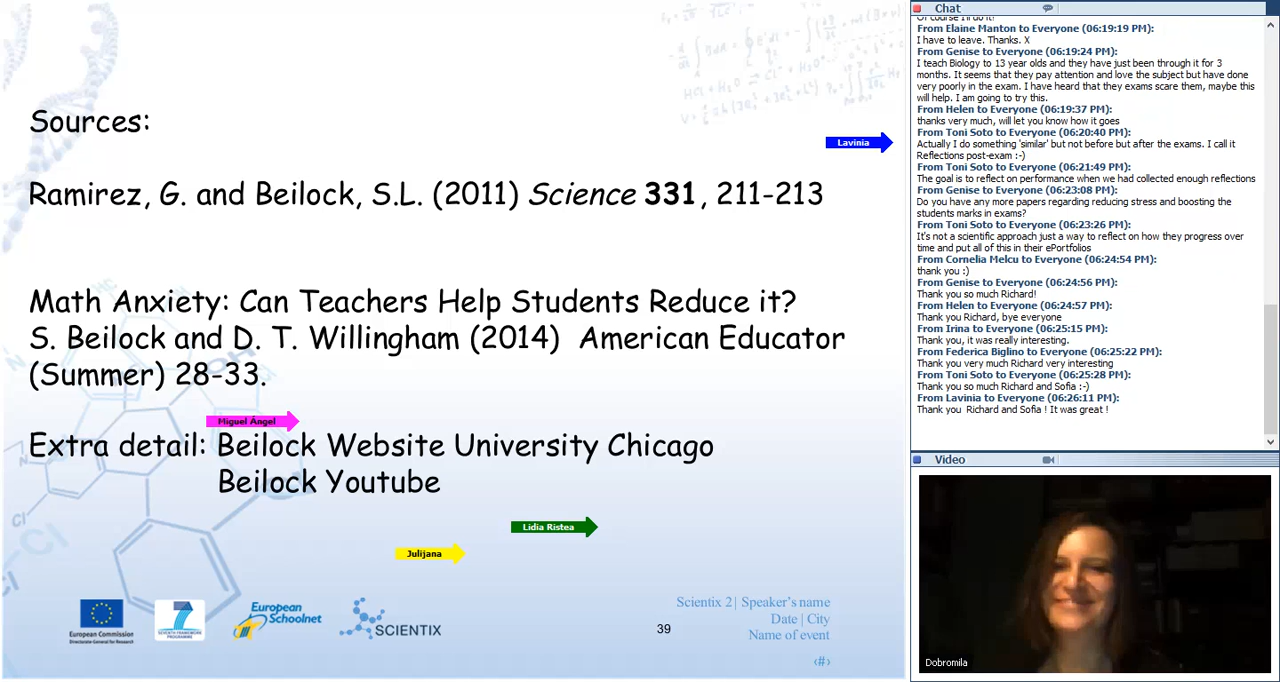 Sources:
Ramirez, G. and Beilock, S.L. (2011) Science 331, 211-213
Math Anxiety: Can Teachers Help Students Reduce it?
S. Beilock and D. T. Willingham (2014) American Educator
(Summer) 28-33.
Extra detail: Beilock Website University Chicago
Beilock Youtube
Lavinia
Miguel Ángel
Lidia Ristea
Julijana
European Commission
Directorate-General for Research
7
SEVENTH FRAMEWORK
PROGRAMME
European
Schoolnet
SCIENTIX
39
Scientix 2| Speaker's name
Date | City
Name of event
‹#›
Chat
Of course I'll do it!
From Elaine Manton to Everyone (06:19:19 PM):
I have to leave. Thanks. X
From Genise to Everyone (06:19:24 PM):
I teach Biology to 13 year olds and they have just been through it for 3
months. It seems that they pay attention and love the subject but have done
very poorly in the exam. I have heard that they exams scare them, maybe this
will help. I am going to try this.
From Helen to Everyone (06:19:37 PM):
thanks very much, will let you know how it goes
From Toni Soto to Everyone (06:20:40 PM):
Actually I do something 'similar' but not before but after the exams. I call it
Reflections post-exam :-)
From Toni Soto to Everyone (06:21:49 PM):
The goal is to reflect on performance when we had collected enough reflections
From Genise to Everyone (06:23:08 PM):
Do you have any more papers regarding reducing stress and boosting the
students marks in exams?
From Toni Soto to Everyone (06:23:26 PM):
It's not a scientific approach just a way to reflect on how they progress over
time and put all of this in their ePortfolios
From Cornelia Melcu to Everyone (06:24:54 PM):
thank you :)
From Genise to Everyone (06:24:56 PM):
Thank you so much Richard!
From Helen to Everyone (06:24:57 PM):
Thank you Richard, bye everyone
From Irina to Everyone (06:25:15 PM):
Thank you, it was really interesting.
From Federica Biglino to Everyone (06:25:22 PM):
Thank you very much Richard very interesting
From Toni Soto to Everyone (06:25:28 PM):
Thank you so much Richard and Sofia :-)
From Lavinia to Everyone (06:26:11 PM):
Thank you Richard and Sofia ! It was great !
Video
Dobromila